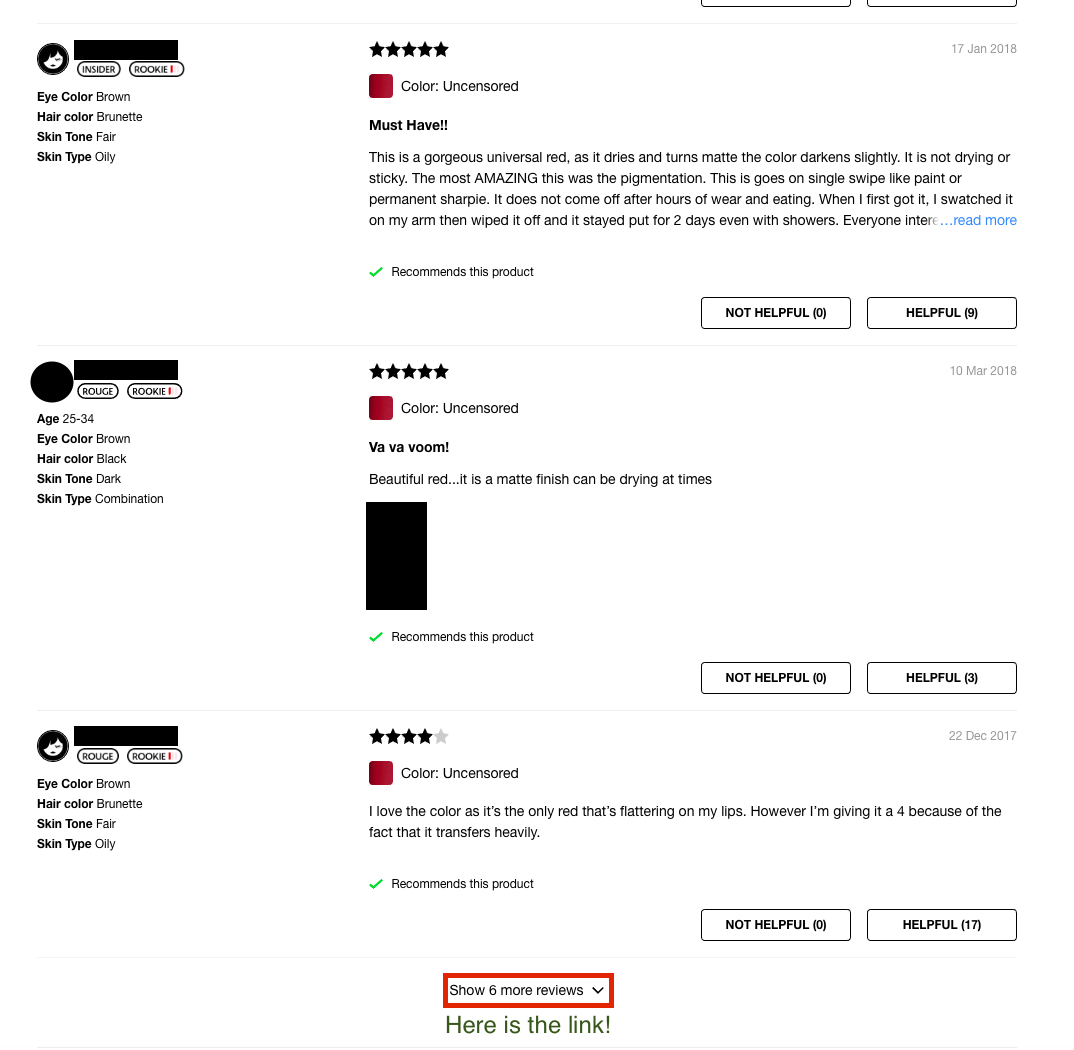 17 Jan 2018
INSIDER ROOKIE
Color: Uncensored
Eye Color Brown
Hair color Brunette
Skin Tone Fair
Skin Type Oily
Must Have!!
This is a gorgeous universal red, as it dries and turns matte the color darkens slightly. It is not drying or
sticky. The most AMAZING this was the pigmentation. This is goes on single swipe like paint or
permanent sharpie. It does not come off after hours of wear and eating. When I first got it, I swatched it
on my arm then wiped it off and it stayed put for 2 days even with showers. Everyone intere...read more
Recommends this product
NOT HELPFUL (0) HELPFUL (9)
10 Mar 2018
ROUGE ROOKIE
Color: Uncensored
Age 25-34
Eye Color Brown
Hair color Black
Skin Tone Dark
Skin Type Combination
Va va voom!
Beautiful red...it is a matte finish can be drying at times
Recommends this product
NOT HELPFUL (0) HELPFUL (3)
22 Dec 2017
ROUGE ROOKIE
Color: Uncensored
Eye Color Brown
Hair color Brunette
Skin Tone Fair
Skin Type Oily
I love the color as it’s the only red that’s flattering on my lips. However I’m giving it a 4 because of the
fact that it transfers heavily.
Recommends this product
NOT HELPFUL (0) HELPFUL (17)
Show 6 more reviews
Here is the link!